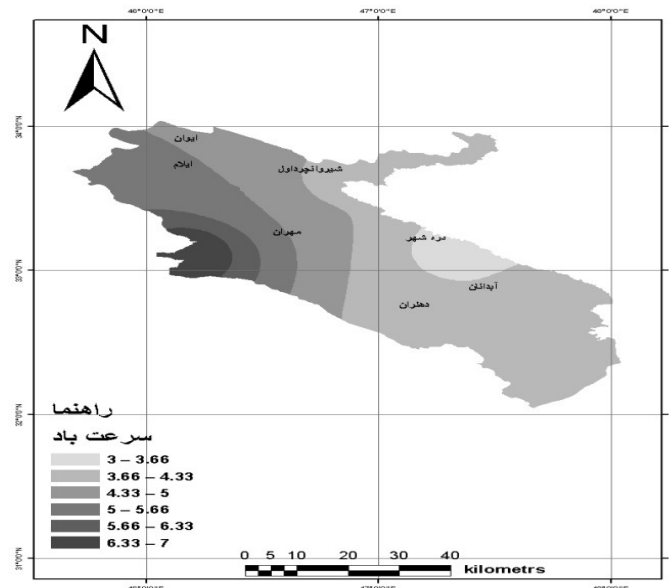 46°0'0"E 47°0'0"E 48°0'0"E
N
ایوان
ایلام
شیروانچرداول
مهران
دره شهر
آبدانان
دهلران
راهنما
سرعت باد
3 – 3.66
3.66 – 4.33
4.33 – 5
5 – 5.66
5.66 – 6.33
6.33 – 7
0 5 10 20 30 40
kilometrs